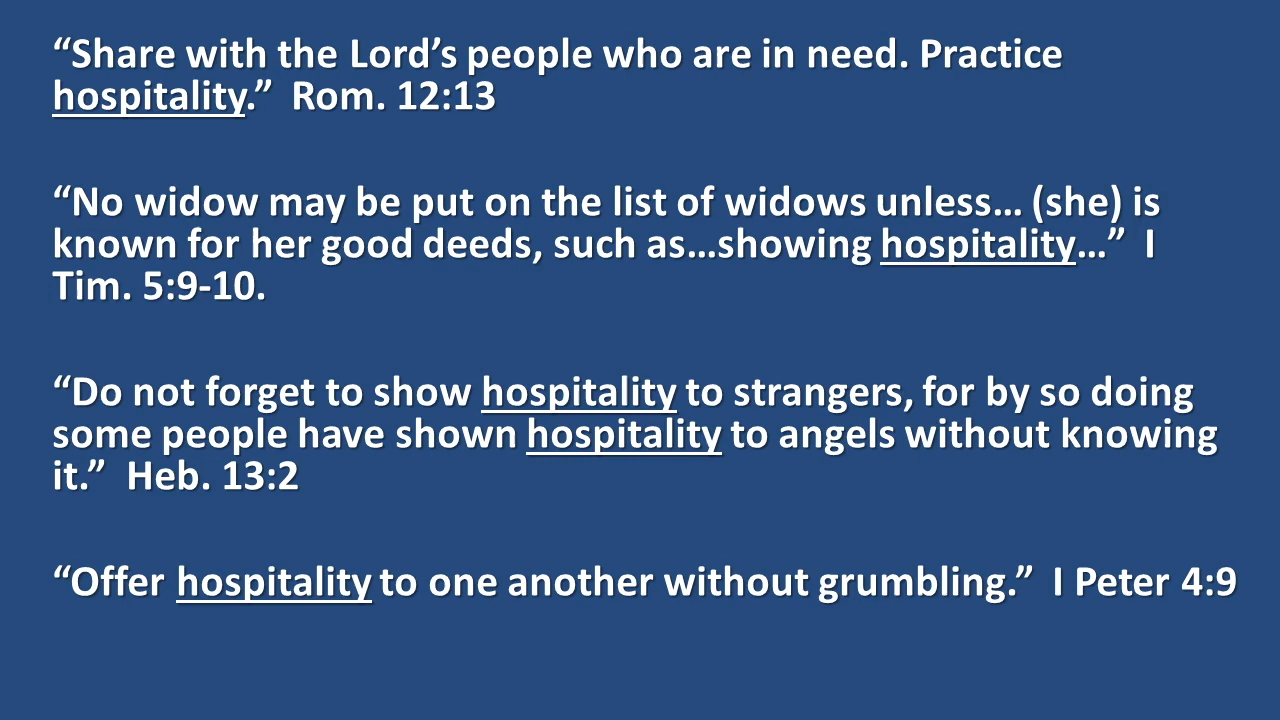 “Share with the Lord’s people who are in need. Practice
hospitality.”  Rom. 12:13
“No widow may be put on the list of widows unless… (she) is
known for her good deeds, such as…showing hospitality…”  I
Tim. 5:9-10.
“Do not forget to show hospitality to strangers, for by so doing
some people have shown hospitality to angels without knowing
it.”  Heb. 13:2
“Offer hospitality to one another without grumbling.”  I Peter 4:9